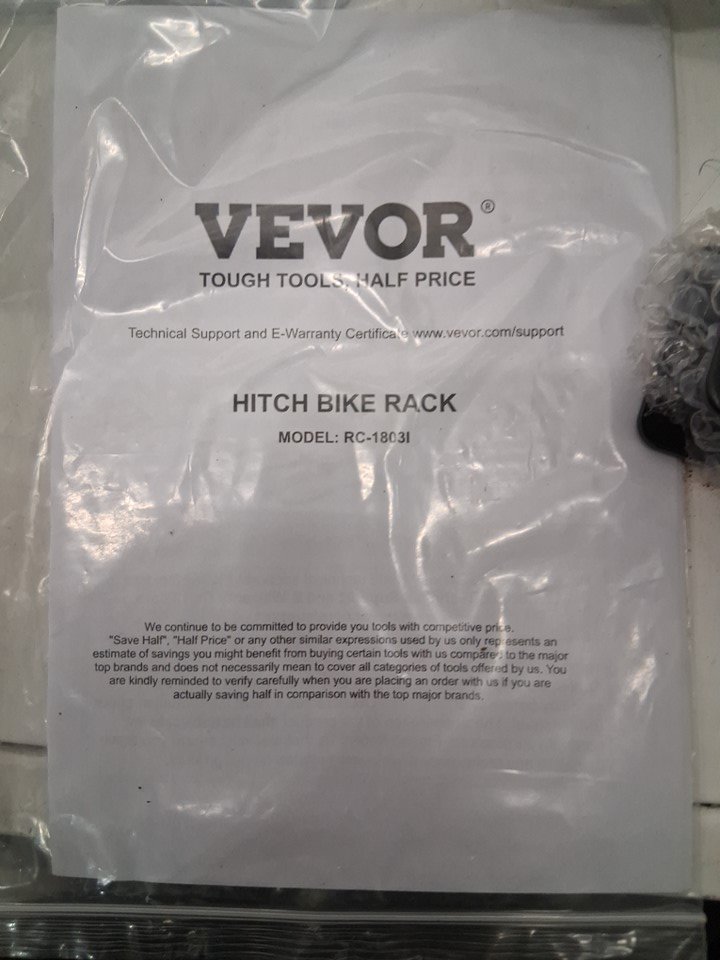 VEVOR®
TOUGH TOOLS, HALF PRICE
Technical Support and E-Warranty Certificate www.vevor.com/support
HITCH BIKE RACK
MODEL: RC-1803I
We continue to be committed to provide you tools with competitive price.
"Save Half", "Half Price" or any other similar expressions used by us only represents an
estimate of savings you might benefit from buying certain tools with us compared to the major
top brands and does not necessarily mean to cover all categories of tools offered by us. You
are kindly reminded to verify carefully when you are placing an order with us if you are
actually saving half in comparison with the top major brands.